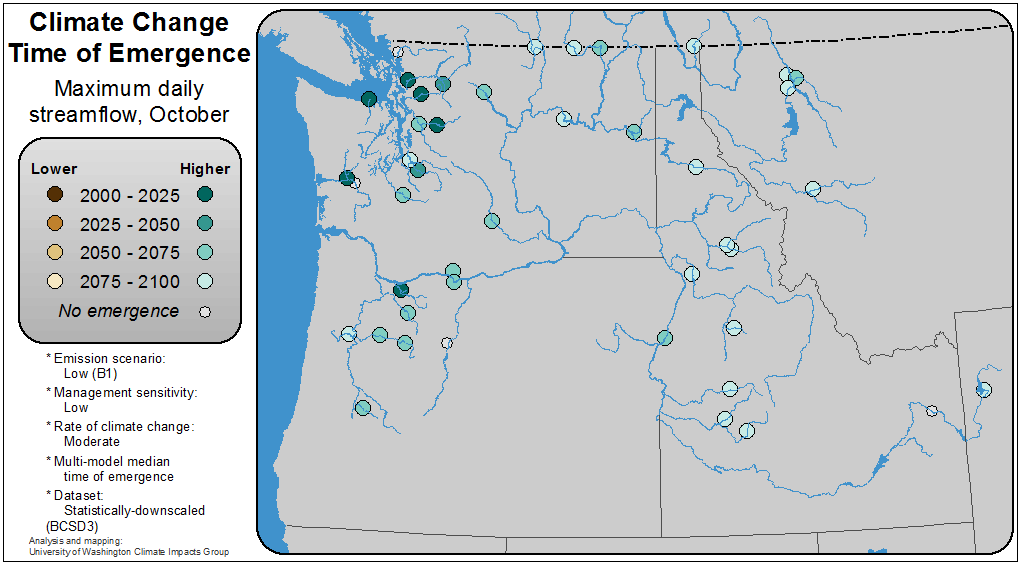 Climate Change
Time of Emergence
Maximum daily
streamflow, October
Lower Higher
2000 - 2025
2025 - 2050
2050 - 2075
2075 - 2100
No emergence
* Emission scenario:
Low (B1)
* Management sensitivity:
Low
* Rate of climate change:
Moderate
* Multi-model median
time of emergence
* Dataset:
Statistically-downscaled
(BCSD3)
Analysis and mapping:
University of Washington Climate Impacts Group